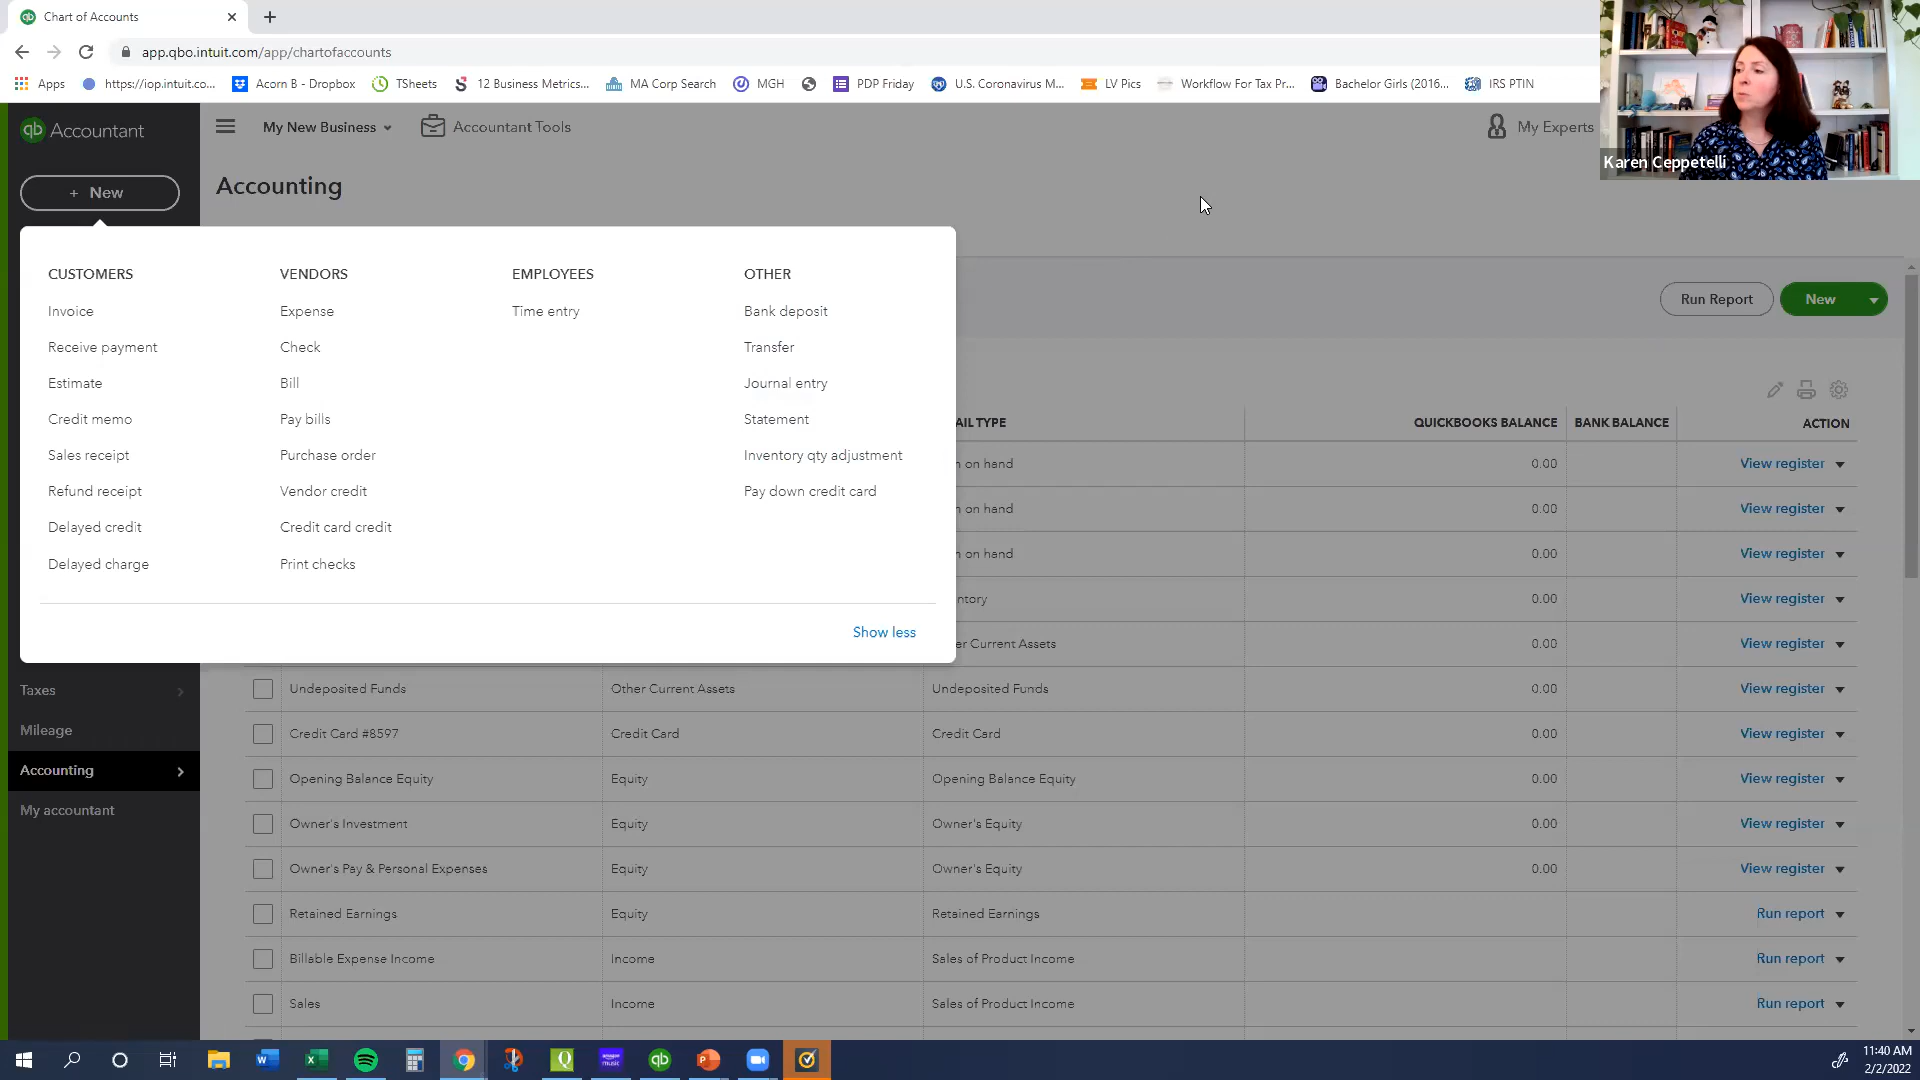 Chart of Accounts
app.qbo.intuit.com/app/chartofaccounts
Apps https://iop.intuit.co... Acorn B - Dropbox TSheets 12 Business Metrics... MA Corp Search MGH PDP Friday U.S. Coronavirus M... LV Pics Workflow For Tax Pr... Bachelor Girls (2016... IRS PTIN
qb Accountant My New Business Accountant Tools My Experts
Karen Ceppetelli
+ New Accounting
CUSTOMERS VENDORS EMPLOYEES OTHER
Invoice Expense Time entry Bank deposit
Receive payment Check Transfer
Estimate Bill Journal entry
Credit memo Pay bills Statement
Sales receipt Purchase order Inventory qty adjustment
Refund receipt Vendor credit Pay down credit card
Delayed credit Credit card credit
Delayed charge Print checks
Show less
Run Report New
AIL TYPE QUICKBOOKS BALANCE BANK BALANCE ACTION
n on hand 0.00 View register
n on hand 0.00 View register
n on hand 0.00 View register
ntory 0.00 View register
er Current Assets 0.00 View register
Undeposited Funds Other Current Assets Undeposited Funds 0.00 View register
Credit Card #8597 Credit Card Credit Card 0.00 View register
Opening Balance Equity Equity Opening Balance Equity 0.00 View register
Owner's Investment Equity Owner's Equity 0.00 View register
Owner's Pay & Personal Expenses Equity Owner's Equity 0.00 View register
Retained Earnings Equity Retained Earnings Run report
Billable Expense Income Income Sales of Product Income Run report
Sales Income Sales of Product Income Run report
Taxes
Mileage
Accounting
My accountant
11:40 AM
2/2/2022